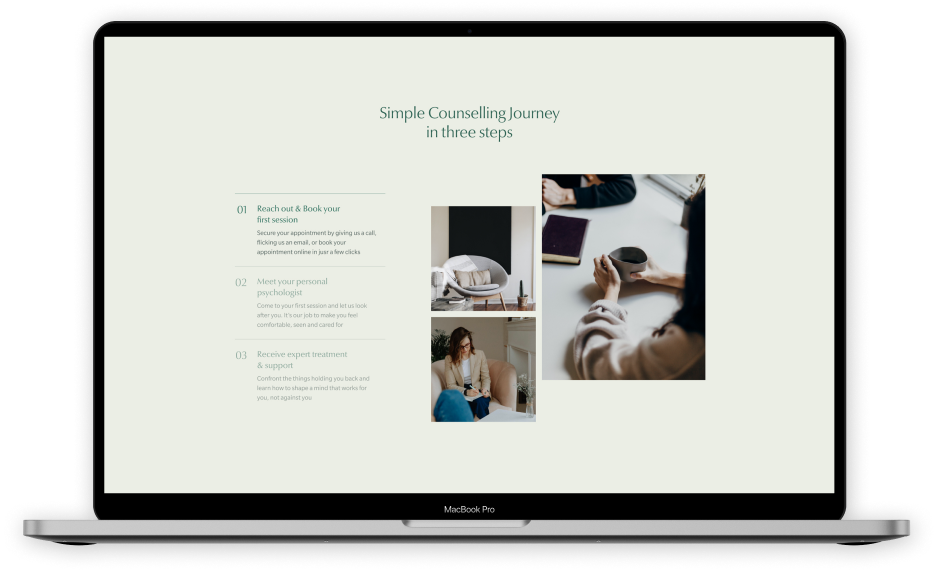 Simple Counselling Journey
in three steps
01
Reach out & Book your
first session
Secure your appointment by giving us a call,
flicking us an email, or book your
appointment online in just a few clicks
02
Meet your personal
psychologist
Come to your first session and let us look
after you. It's our job to make you feel
comfortable, seen and cared for
03
Receive expert treatment
& support
Confront the things holding you back and
learn how to shape a mind that works for
you, not against you
MacBook Pro